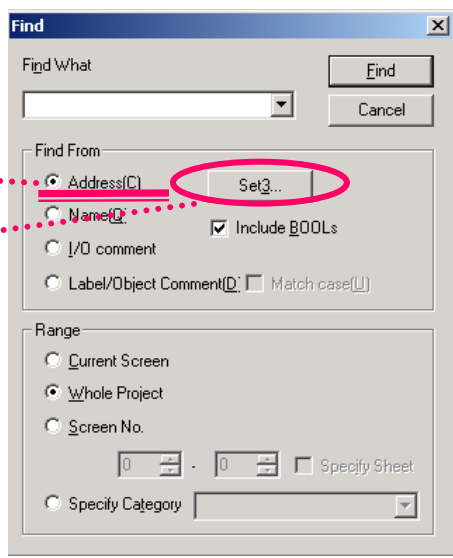 Find
Find What
Find
Cancel
Find From
Address(C)
Set3...
Name(Q)
Include BOOLs
I/O comment
Label/Object Comment(D)
Match case(U)
Range
Current Screen
Whole Project
Screen No.
0 - 0 Specify Sheet
Specify Category